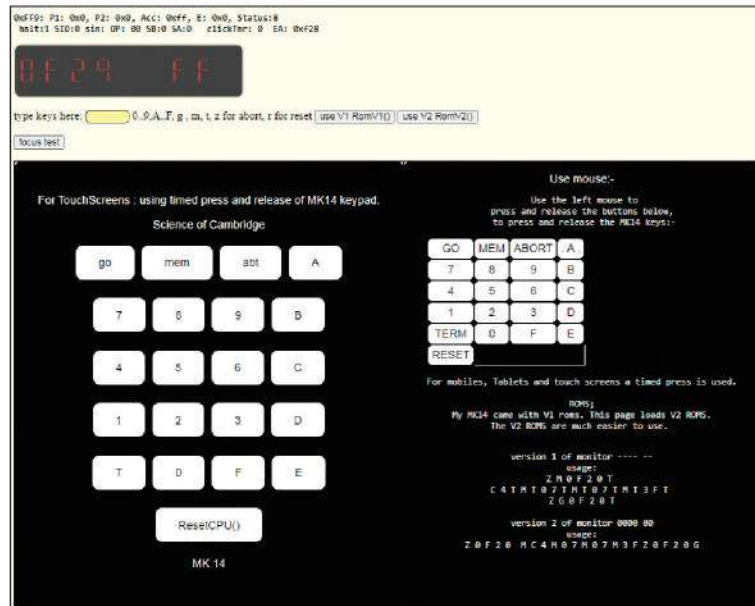 0xFF9: P1: 0x0, P2: 0x0, Acc: 0xff, E: 0x0, Status:8
halt:1 SIO:0 sin: OP: 00 SB:0 SA:0 clickTmr: 0 EA: 0xf28
0F29 FF
type keys here: 0..9,A..F, g , m, t, z for abort, r for reset use V1 RomV1() use V2 RomV2()
focus test
For TouchScreens : using timed press and release of MK14 keypad.
Science of Cambridge
go mem abt A
7 8 9 B
4 5 6 C
1 2 3 D
T 0 F E
ResetCPU()
MK 14
Use mouse:-
Use the left mouse to
press and release the buttons below,
to press and release the MK14 keys:-
GO MEM ABORT A
7 8 9 B
4 5 6 C
1 2 3 D
TERM 0 F E
RESET
For mobiles, Tablets and touch screens a timed press is used.
ROMS;
My MK14 came with V1 roms. This page loads V2 ROMS.
The V2 ROMS are much easier to use.
version 1 of monitor ---- --
usage:
Z M 0 F 2 0 T
C 4 T M T 0 7 T M T 0 7 T M T 3 F T
Z G 0 F 2 0 T
version 2 of monitor 0000 00
usage:
Z 0 F 2 0 M C 4 M 0 7 M 0 7 M 3 F Z 0 F 2 0 G